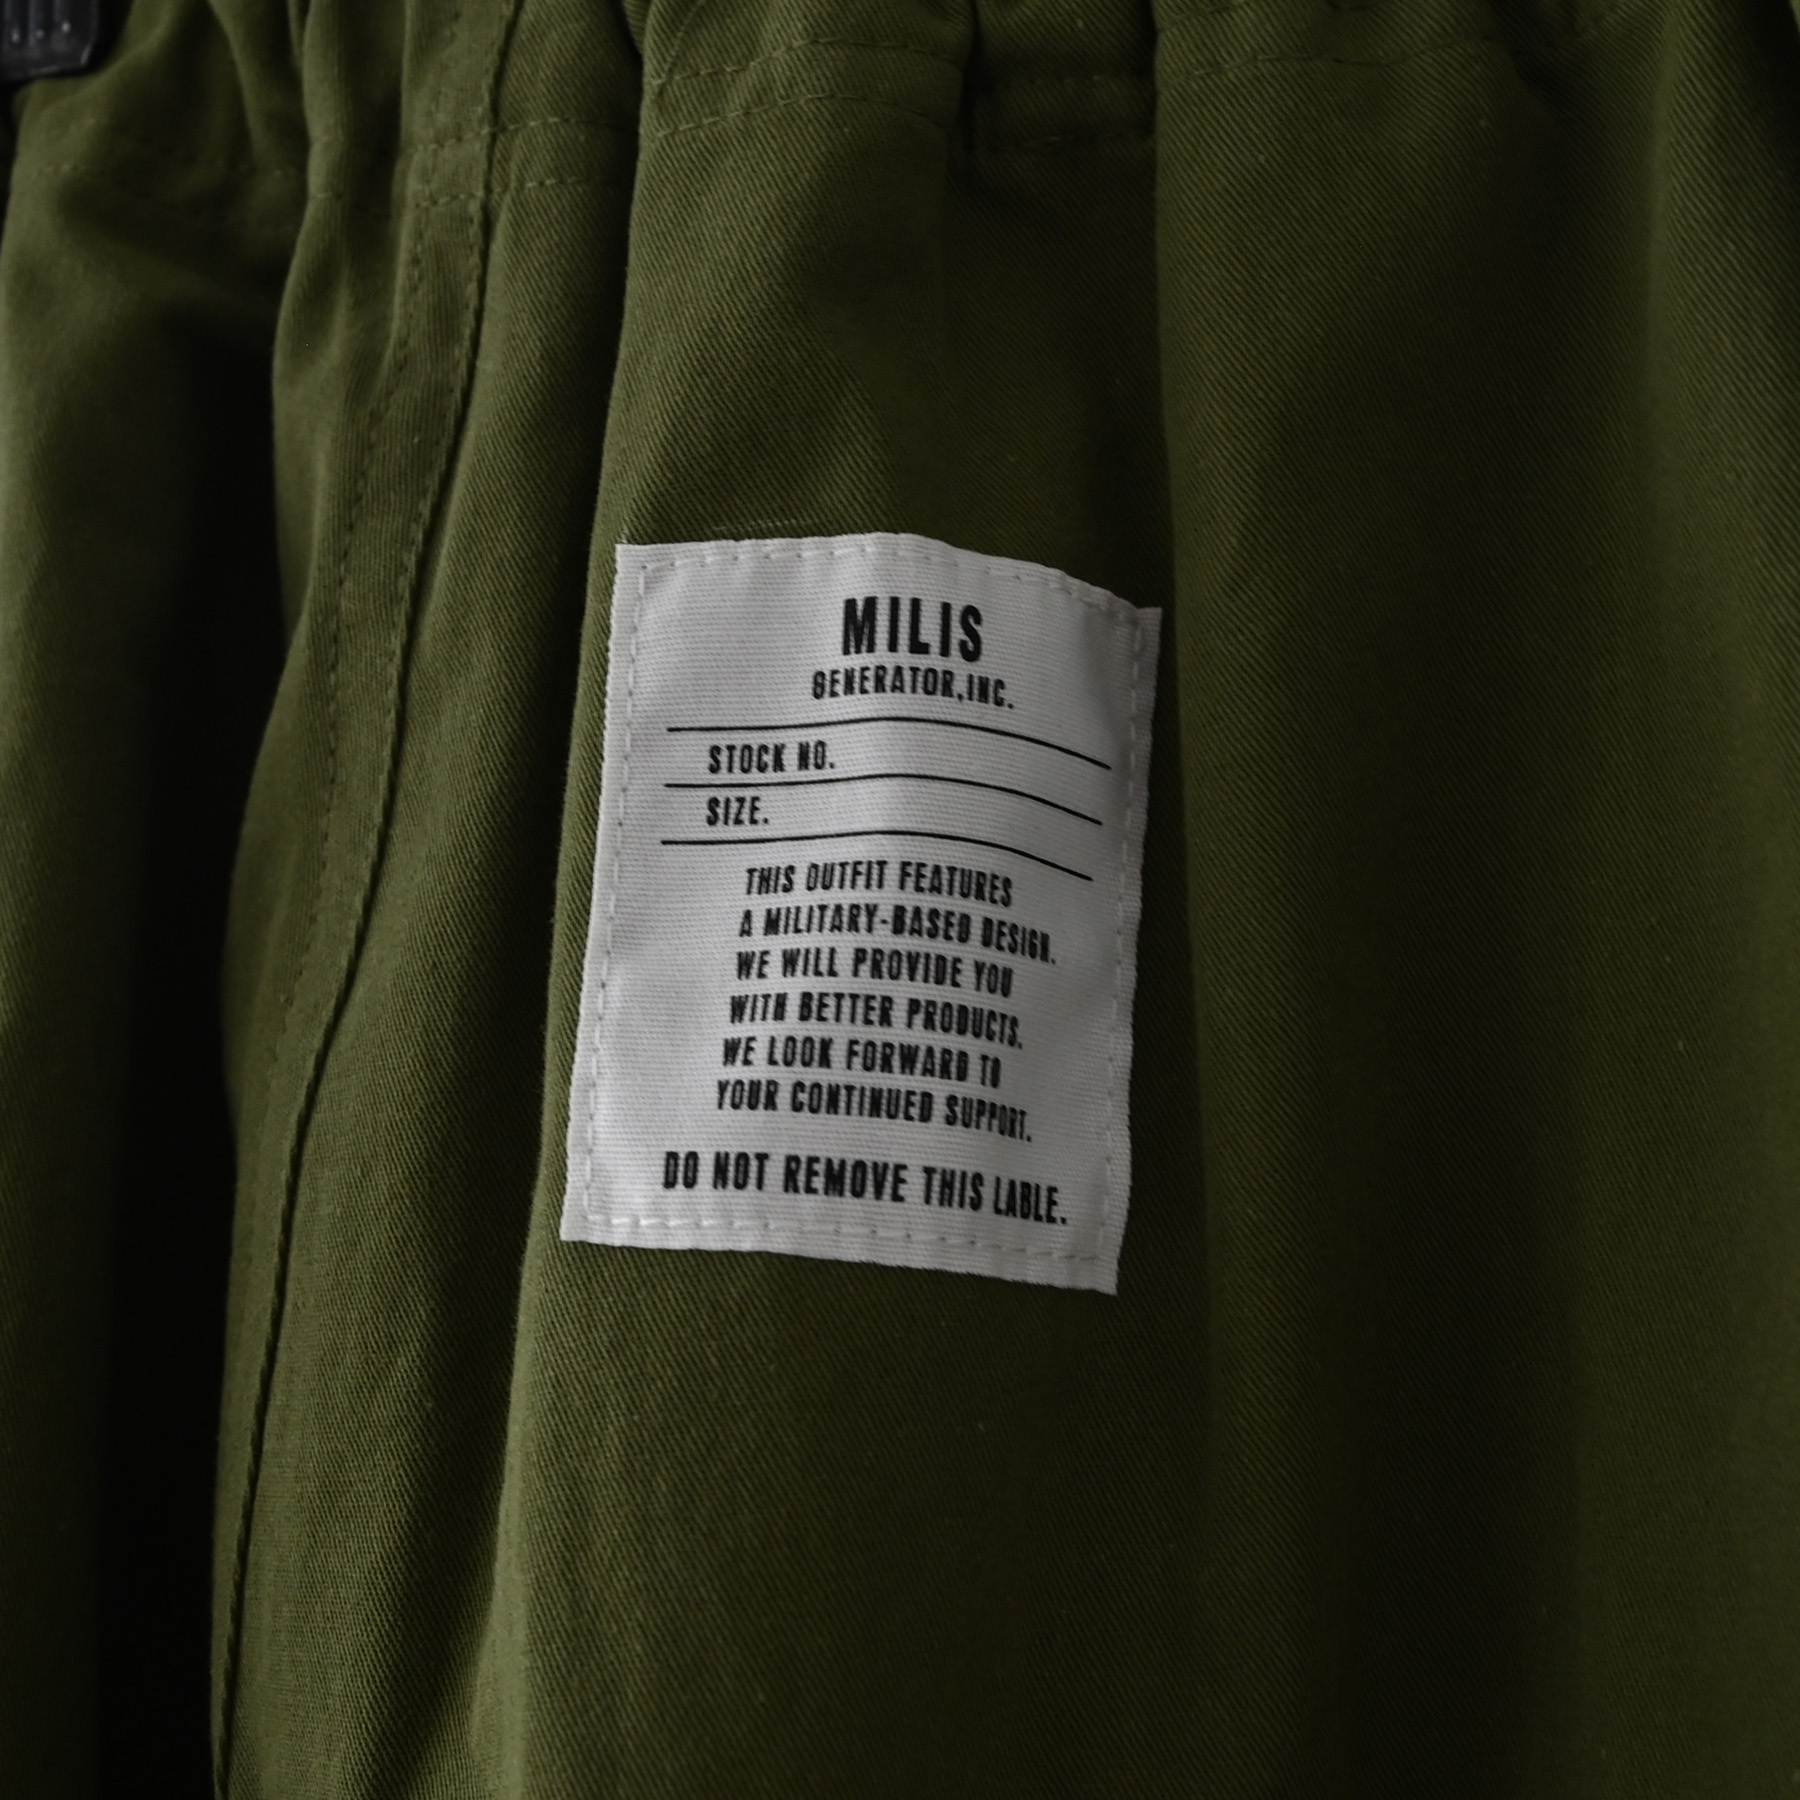 MILIS
GENERATOR,INC.
STOCK NO.
SIZE.
THIS OUTFIT FEATURES
A MILITARY-BASED DESIGN.
WE WILL PROVIDE YOU
WITH BETTER PRODUCTS.
WE LOOK FORWARD TO
YOUR CONTINUED SUPPORT.
DO NOT REMOVE THIS LABLE.